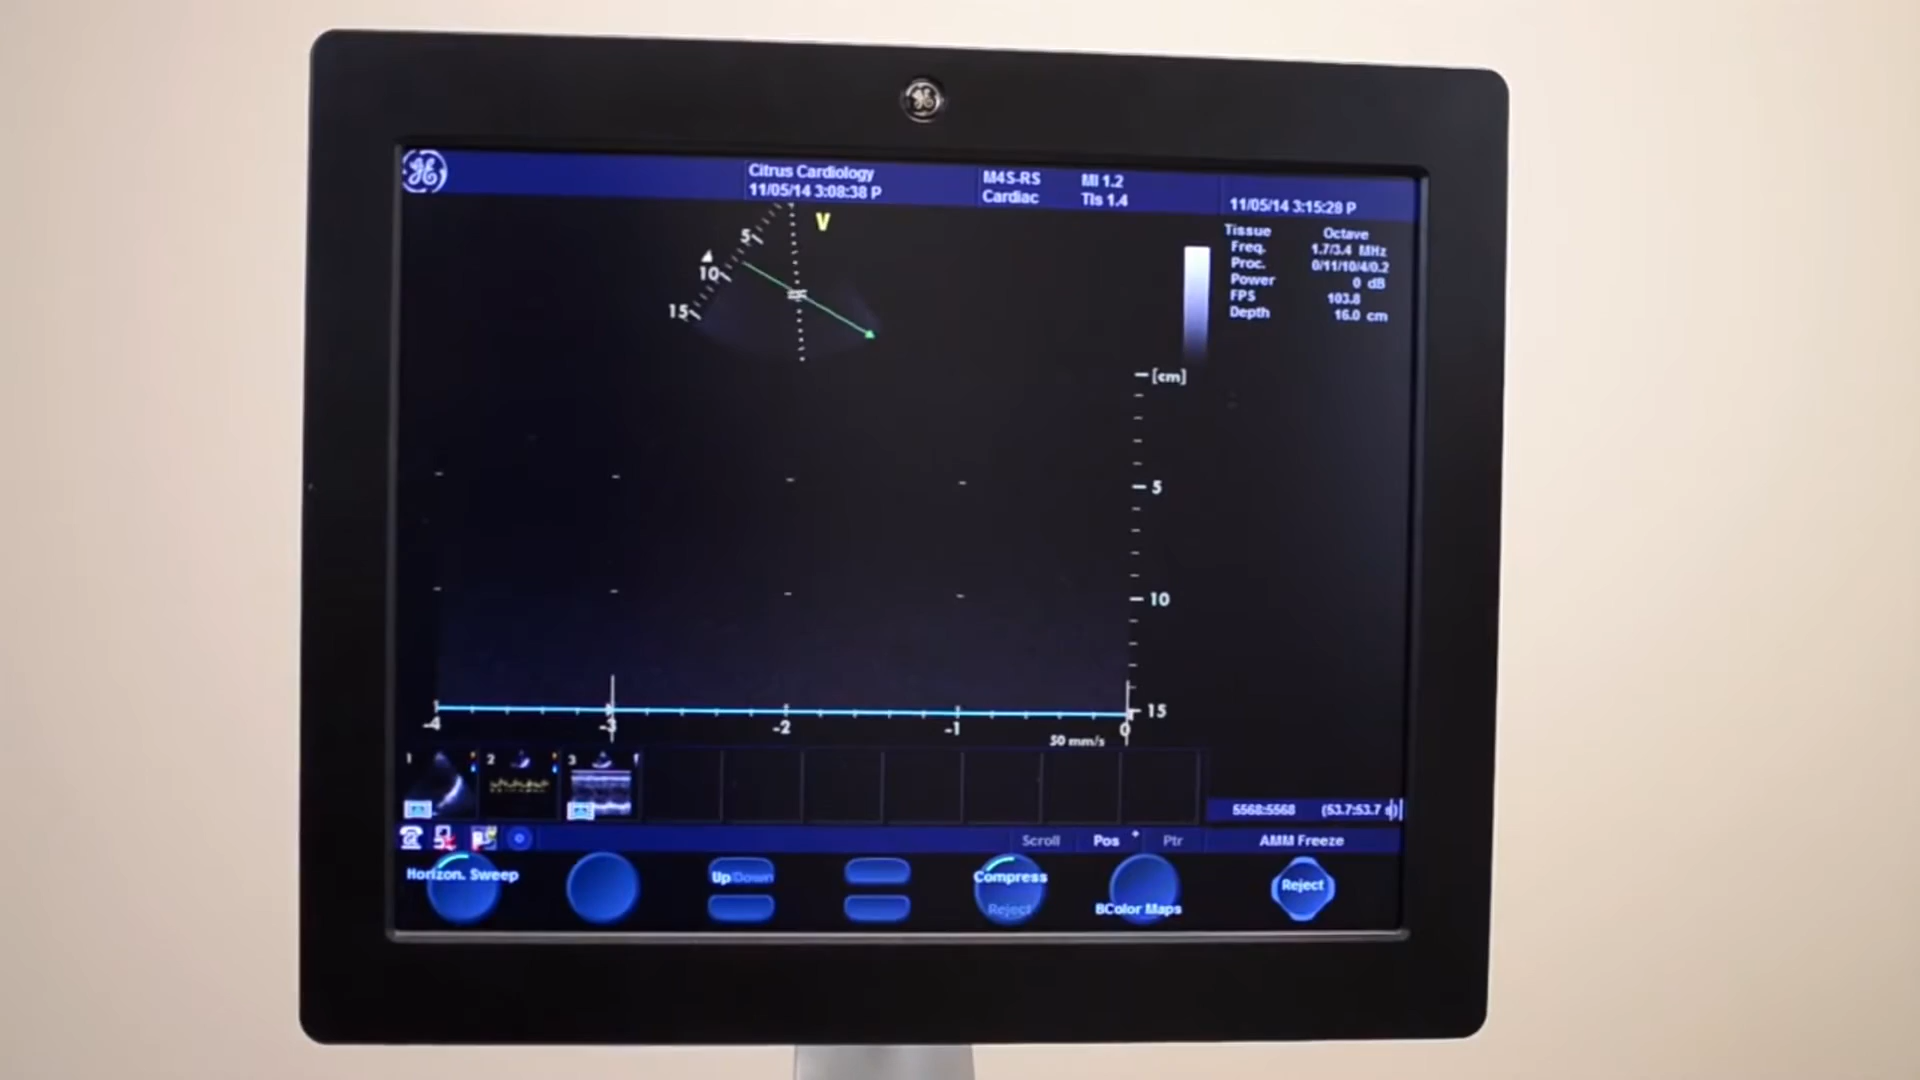 Citrus Cardiology
11/05/14 3:08:38 P
M4S-RS
Cardiac
MI 1.2
TIs 1.4
11/05/14 3:15:29 P
V
5
10
15
Tissue Octave
Freq. 1.7/3.4 MHz
Proc. 0/11/10/4/0.2
Power 0 dB
FPS 103.8
Depth 16.0 cm
[cm]
5
10
15
-4 -3 -2 -1 0
50 mm/s
1 2 3
5568:5568 (53.7:53.7 s)
Scroll Pos Ptr
AMM Freeze
Horizon. Sweep
Up/Down
Compress
Reject
BColor Maps
Reject